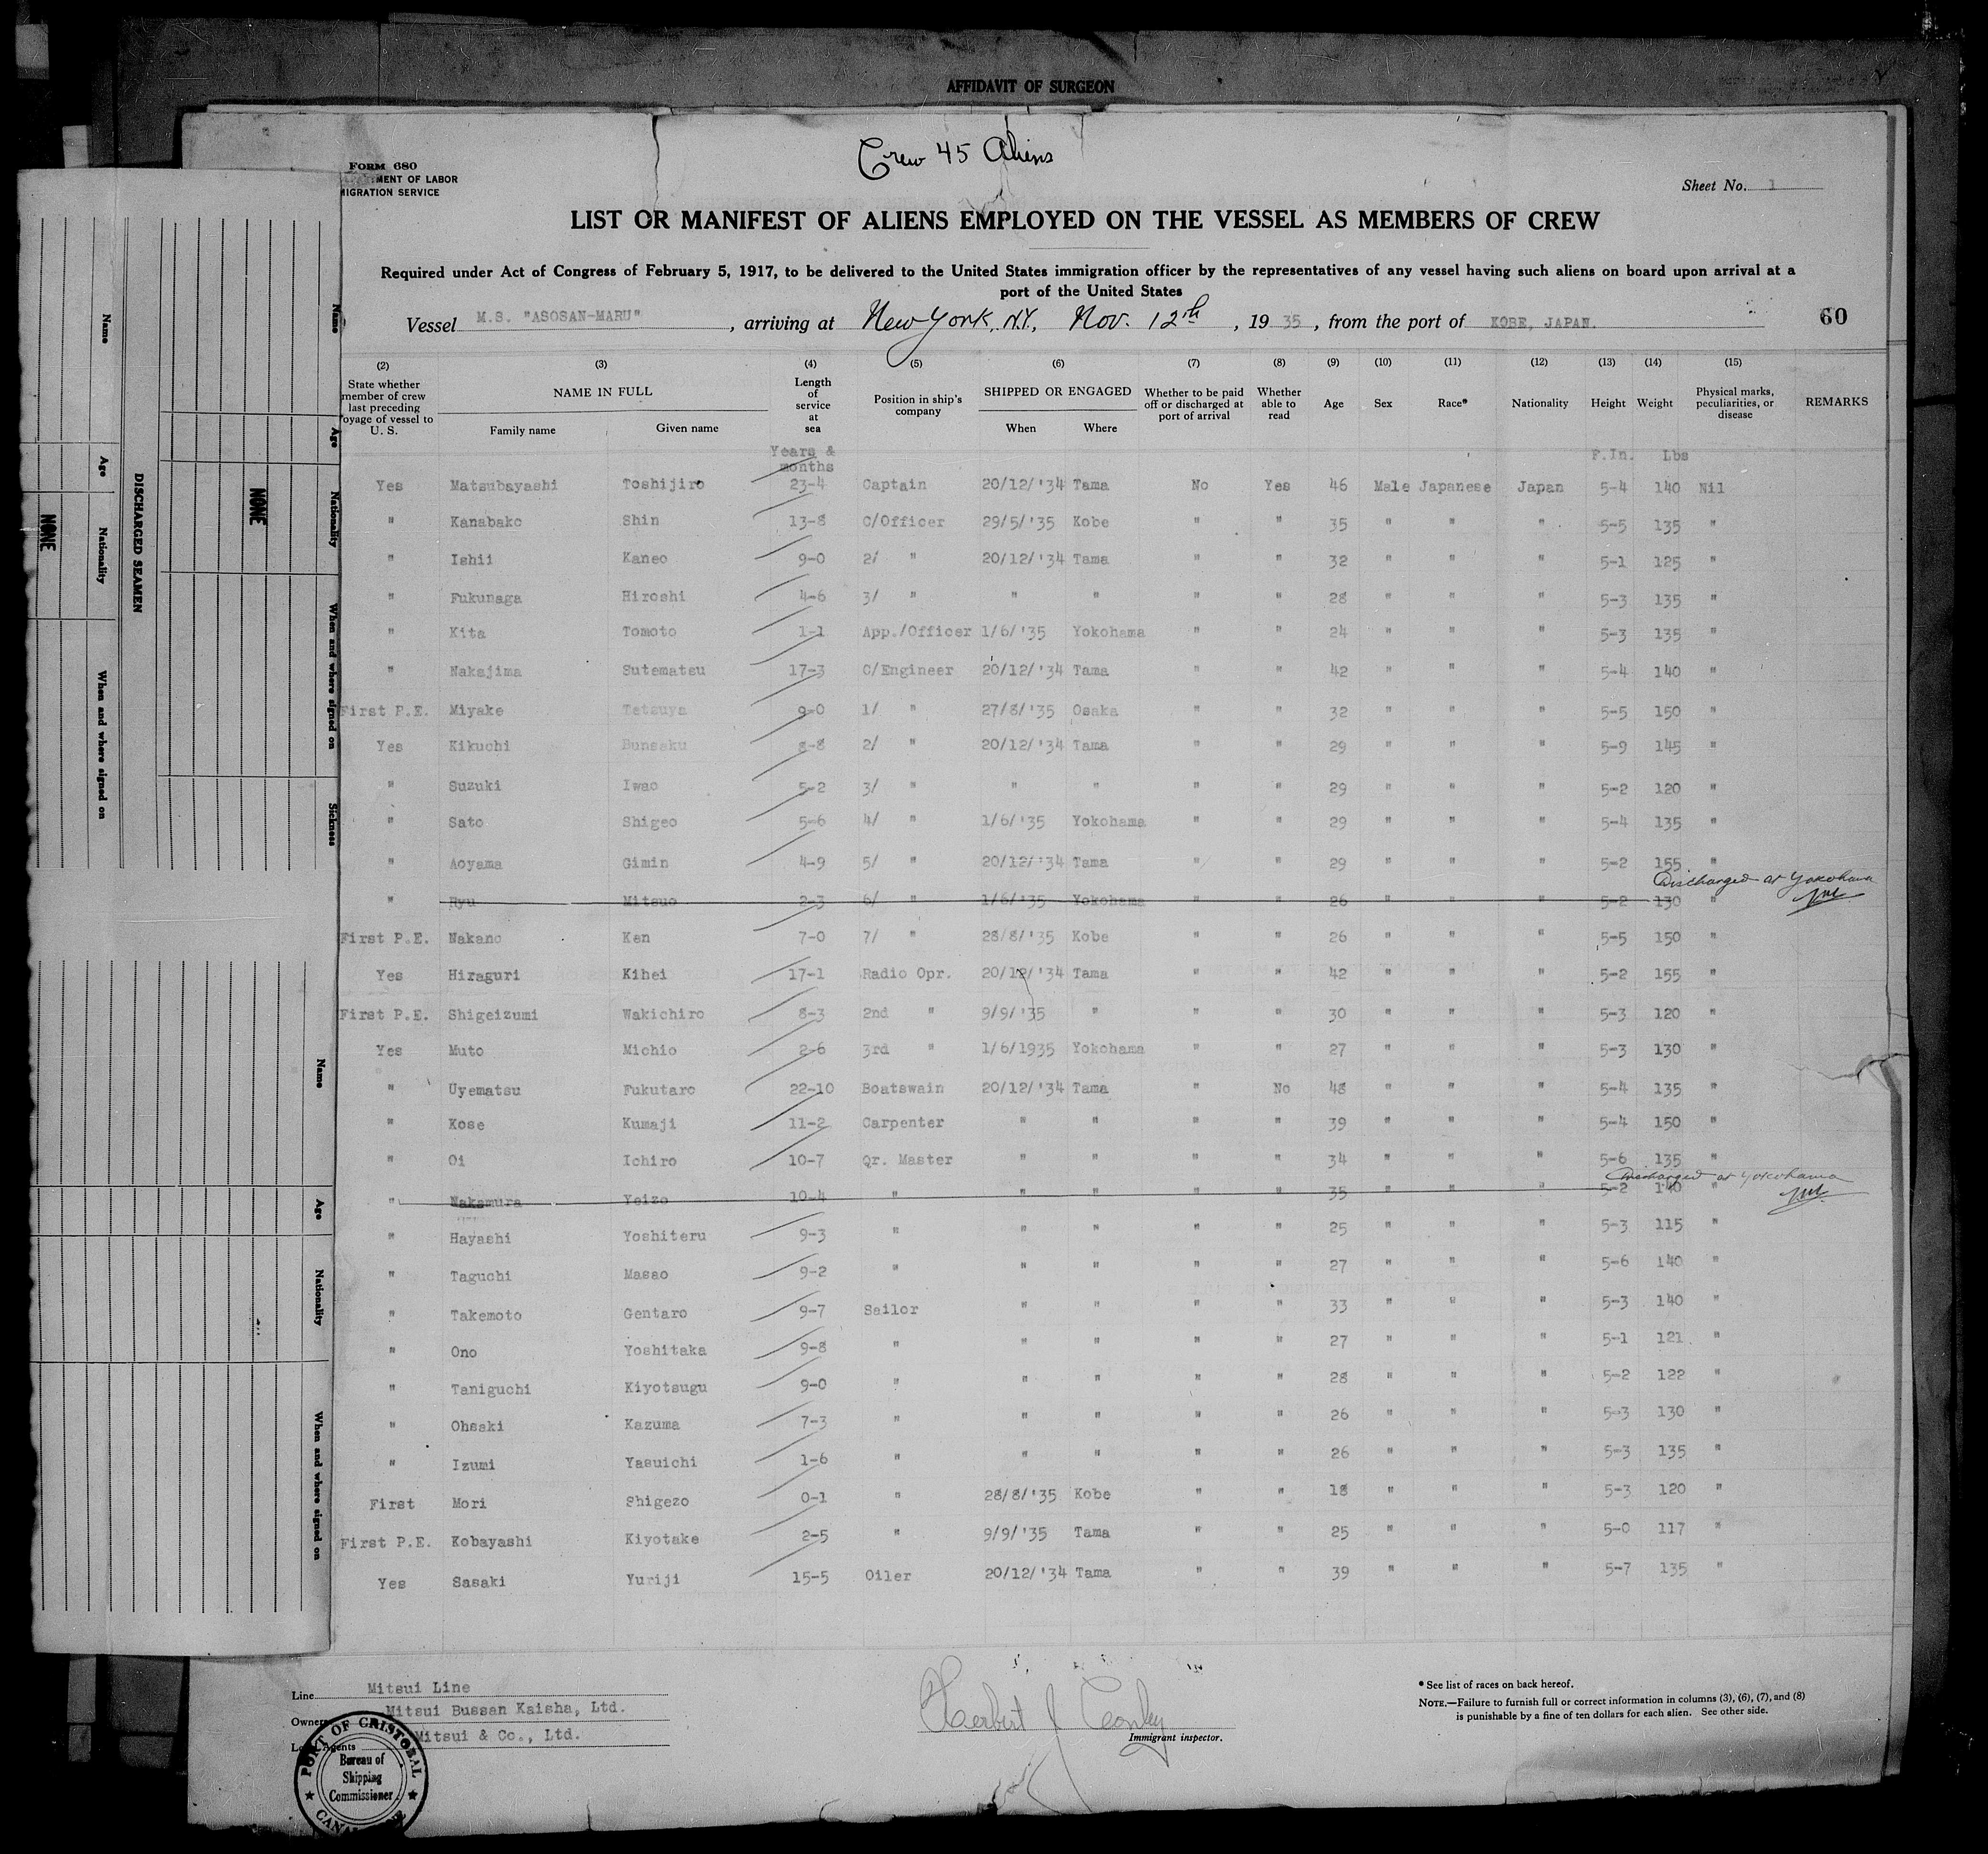 AFFIDAVIT OF SURGEON
Crew 45 Aliens
FORM 680
MENT OF LABOR
MIGRATION SERVICE
Sheet No. 1
LIST OR MANIFEST OF ALIENS EMPLOYED ON THE VESSEL AS MEMBERS OF CREW
Required under Act of Congress of February 5, 1917, to be delivered to the United States immigration officer by the representatives of any vessel having such aliens on board upon arrival at a
port of the United States
Vessel M.S. "ASOSAN-MARU", arriving at New York, N.Y., Nov. 12th, 1935, from the port of KOBE, JAPAN. 60
(2) (3) (4) (5) (6) (7) (8) (9) (10) (11) (12) (13) (14) (15)
State whether member of crew last preceding oyage of vessel to U. S.
NAME IN FULL
Family name Given name
Length of service at sea
Position in ship's company
SHIPPED OR ENGAGED
When Where
Whether to be paid off or discharged at port of arrival
Whether able to read
Age Sex Race* Nationality Height Weight
Physical marks, peculiarities, or disease
REMARKS
Years & months F.In. Lbs
Yes Matsubayashi Toshijiro 23-4 Captain 20/12/'34 Tama No Yes 46 Male Japanese Japan 5-4 140 Nil
" Kanabako Shin 13-8 C/Officer 29/5/'35 Kobe " " 35 " " " 5-5 135 "
" Ishii Kaneo 9-0 2/ " 20/12/'34 Tama " " 32 " " " 5-1 125 "
" Fukunaga Hiroshi 4-6 3/ " " " " " 28 " " " 5-3 135 "
" Kita Tomoto 1-1 App./Officer 1/6/'35 Yokohama " " 24 " " " 5-3 135 "
" Nakajima Sutematsu 17-3 C/Engineer 20/12/'34 Tama " " 42 " " " 5-4 140 "
First P.E. Miyake Tetsuya 9-0 1/ " 27/8/'35 Osaka " " 32 " " " 5-5 150 "
Yes Kikuchi Bunsaku 8-8 2/ " 20/12/'34 Tama " " 29 " " " 5-9 145 "
" Suzuki Iwao 5-2 3/ " " " " " 29 " " " 5-2 120 "
" Sato Shigeo 5-6 4/ " 1/6/'35 Yokohama " " 29 " " " 5-4 135 "
" Aoyama Gimin 4-9 5/ " 20/12/'34 Tama " " 29 " " " 5-2 155 "
Discharged at Yokohama
" Ryu Mitsuo 2-3 6/ " 1/6/'35 Yokohama " " 26 " " " 5-2 130 "
First P.E. Nakano Ken 7-0 7/ " 28/8/'35 Kobe " " 26 " " " 5-5 150 "
Yes Hiraguri Kihei 17-1 Radio Opr. 20/12/'34 Tama " " 42 " " " 5-2 155 "
First P.E. Shigeizumi Wakichiro 8-3 2nd " 9/9/'35 " " " 30 " " " 5-3 120 "
Yes Muto Michio 2-6 3rd " 1/6/1935 Yokohama " " 27 " " " 5-3 130 "
" Uyematsu Fukutaro 22-10 Boatswain 20/12/'34 Tama " No 48 " " " 5-4 135 "
" Kose Kumaji 11-2 Carpenter " " " " 39 " " " 5-4 150 "
" Oi Ichiro 10-7 Qr. Master " " " " 34 " " " 5-6 135 "
Discharged at Yokohama
" Nakamura Yeizo 10-4 " " " " " 35 " " " 5-2 140 "
" Hayashi Yoshiteru 9-3 " " " " " 25 " " " 5-3 115 "
" Taguchi Masao 9-2 " " " " " 27 " " " 5-6 140 "
" Takemoto Gentaro 9-7 Sailor " " " " 33 " " " 5-3 140 "
" Ono Yoshitaka 9-8 " " " " " 27 " " " 5-1 121 "
" Taniguchi Kiyotsugu 9-0 " " " " " 28 " " " 5-2 122 "
" Ohsaki Kazuma 7-3 " " " " " 26 " " " 5-3 130 "
" Izumi Yasuichi 1-6 " " " " " 26 " " " 5-3 135 "
First Mori Shigezo 0-1 " 28/8/'35 Kobe " " 18 " " " 5-3 120 "
First P.E. Kobayashi Kiyotake 2-5 " 9/9/'35 Tama " " 25 " " " 5-0 117 "
Yes Sasaki Yuriji 15-5 Oiler 20/12/'34 Tama " " 39 " " " 5-7 135 "
Line Mitsui Line
Owners Mitsui Bussan Kaisha, Ltd.
Agents Mitsui & Co., Ltd.
PORT OF CRISTOBAL
Bureau of
Shipping
Commissioner
Herbert J Conley
Immigrant inspector.
* See list of races on back hereof.
NOTE.—Failure to furnish full or correct information in columns (3), (6), (7), and (8)
is punishable by a fine of ten dollars for each alien. See other side.
Name
Age
Nationality
When and where signed on
NONE
DISCHARGED SEAMEN
NONE
Name
Age
Nationality
When and where signed on
Sickness
Name
Age
Nationality
When and where signed on